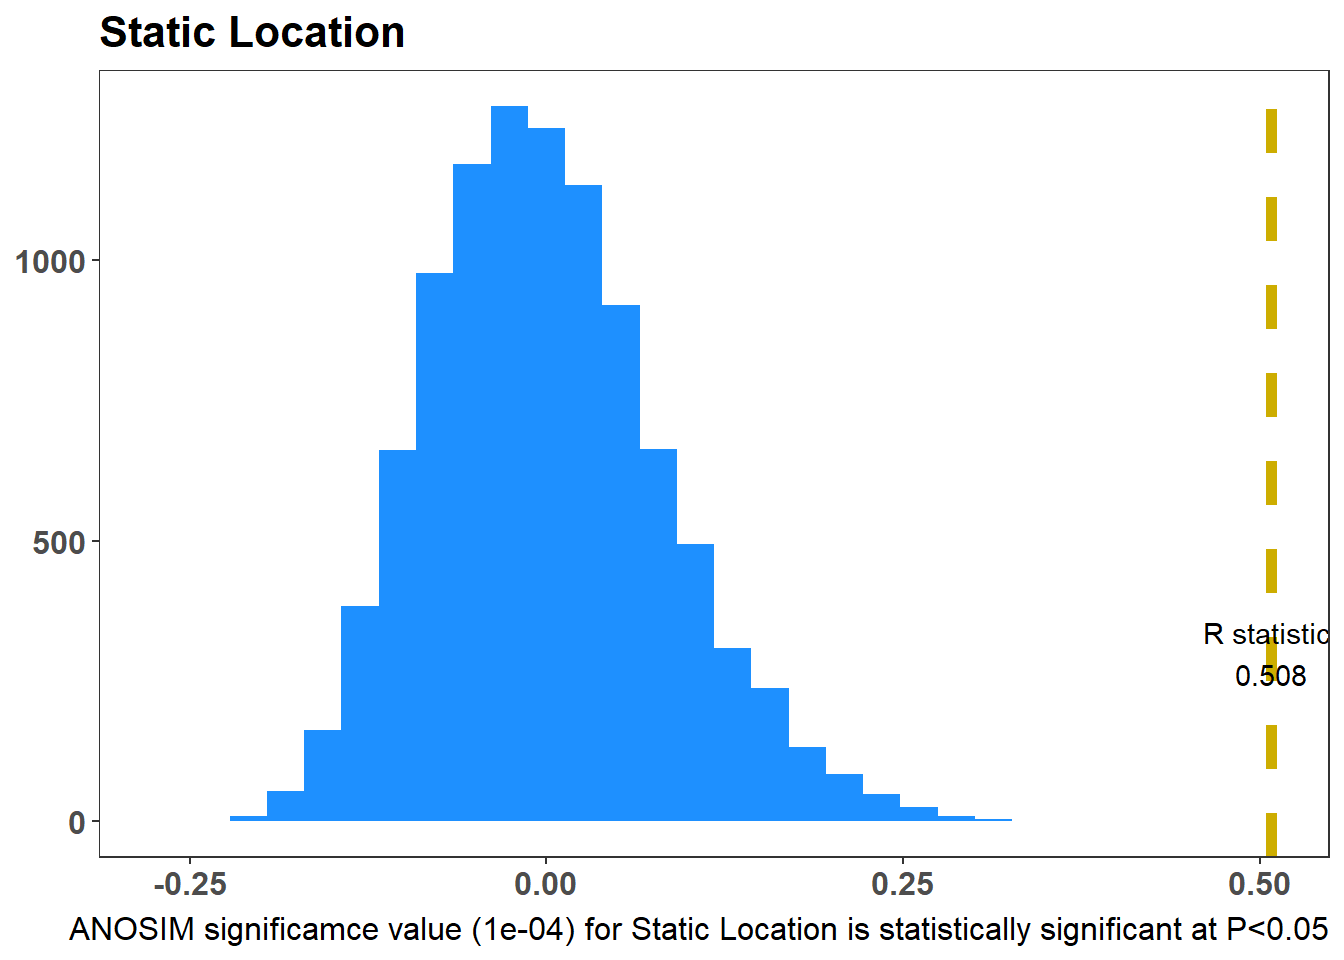 Static Location
1000
500
0
R statistic
0.508
-0.25
0.00
0.25
0.50
ANOSIM significamce value (1e-04) for Static Location is statistically significant at P<0.05